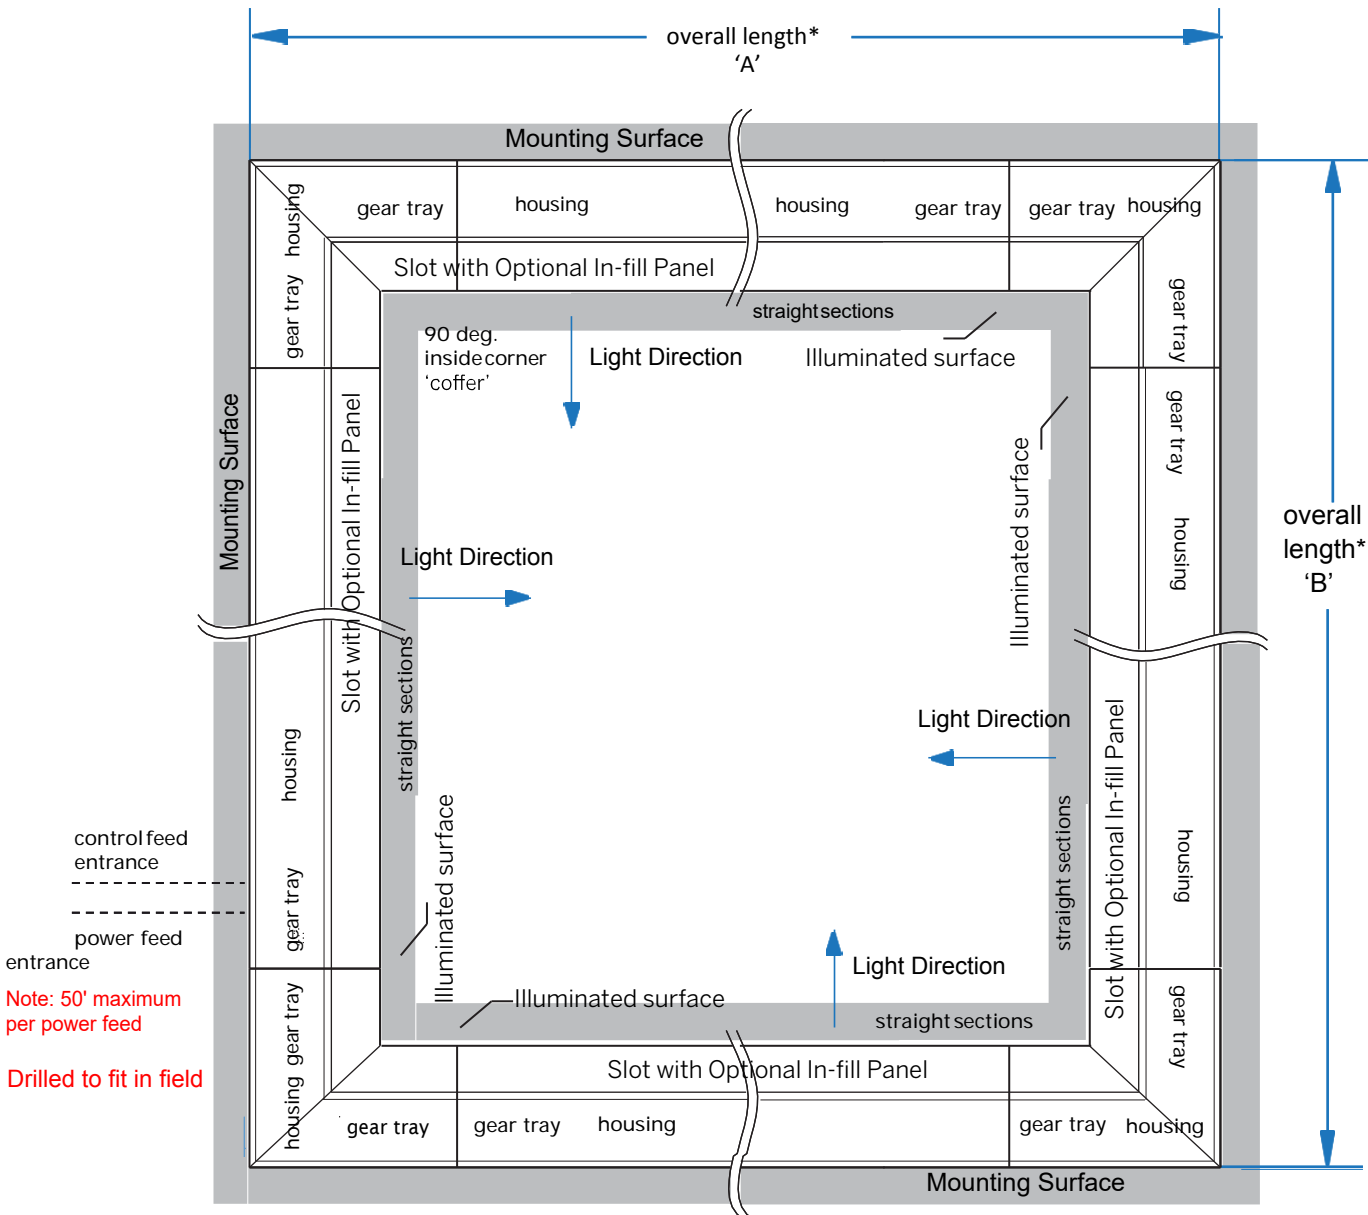 overall length*
‘A’
Mounting Surface
housing
gear tray
housing
housing
gear tray
gear tray
housing
Slot with Optional In-fill Panel
gear tray
straight sections
90 deg.
inside corner
‘coffer’
Light Direction
Illuminated surface
gear tray
gear tray
Mounting Surface
Slot with Optional In-fill Panel
Illuminated surface
housing
overall
length*
‘B’
Light Direction
straight sections
Light Direction
housing
Slot with Optional In-fill Panel
straight sections
housing
control feed
entrance
gear tray
Illuminated surface
power feed
entrance
Light Direction
Note: 50' maximum
per power feed
gear tray
Illuminated surface
straight sections
gear tray
Drilled to fit in field
Slot with Optional In-fill Panel
housing
gear tray
gear tray
housing
gear tray
housing
Mounting Surface